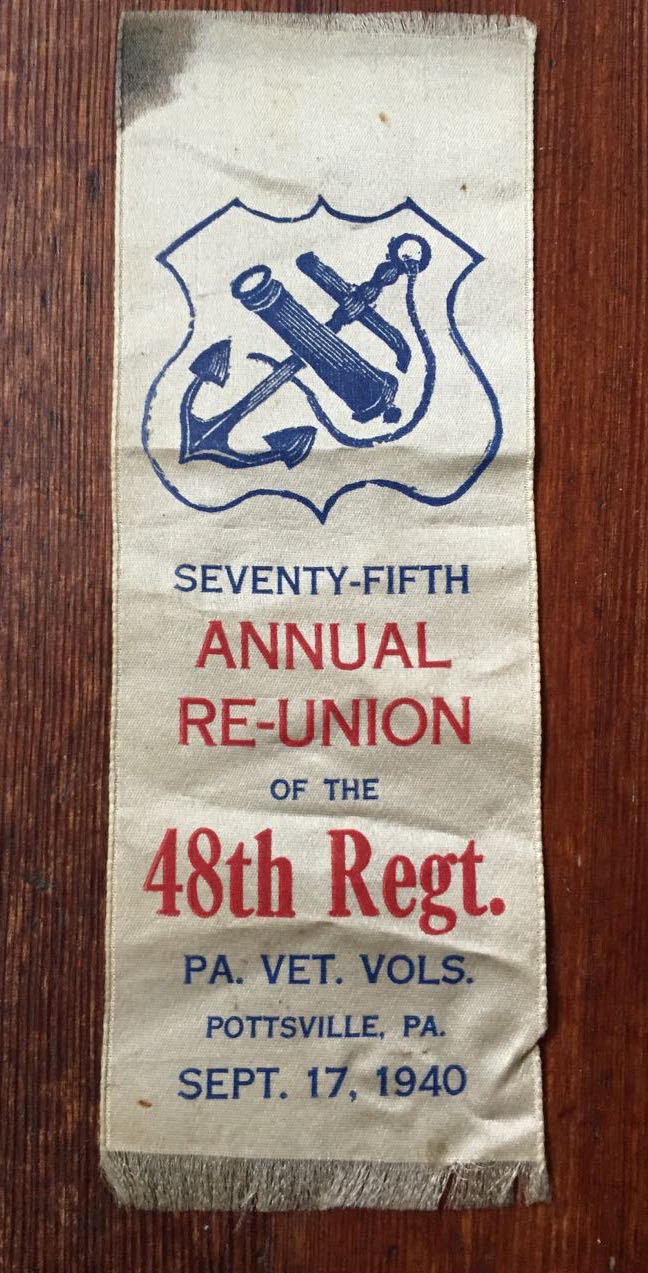 SEVENTY-FIFTH
ANNUAL
RE-UNION
OF THE
48th Regt.
PA. VET. VOLS.
POTTSVILLE, PA.
SEPT. 17, 1940